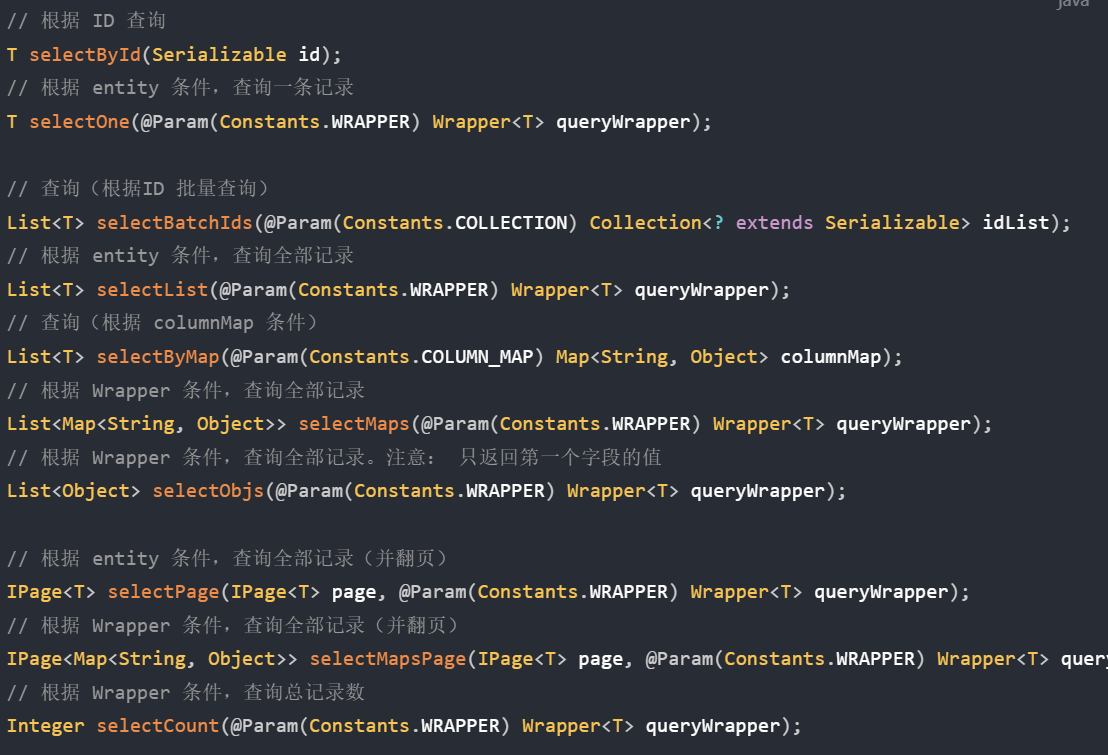 java
// 根据 ID 查询
T selectById(Serializable id);
// 根据 entity 条件，查询一条记录
T selectOne(@Param(Constants.WRAPPER) Wrapper<T> queryWrapper);
// 查询（根据ID 批量查询）
List<T> selectBatchIds(@Param(Constants.COLLECTION) Collection<? extends Serializable> idList);
// 根据 entity 条件，查询全部记录
List<T> selectList(@Param(Constants.WRAPPER) Wrapper<T> queryWrapper);
// 查询（根据 columnMap 条件）
List<T> selectByMap(@Param(Constants.COLUMN_MAP) Map<String, Object> columnMap);
// 根据 Wrapper 条件，查询全部记录
List<Map<String, Object>> selectMaps(@Param(Constants.WRAPPER) Wrapper<T> queryWrapper);
// 根据 Wrapper 条件，查询全部记录。注意： 只返回第一个字段的值
List<Object> selectObjs(@Param(Constants.WRAPPER) Wrapper<T> queryWrapper);
// 根据 entity 条件，查询全部记录（并翻页）
IPage<T> selectPage(IPage<T> page, @Param(Constants.WRAPPER) Wrapper<T> queryWrapper);
// 根据 Wrapper 条件，查询全部记录（并翻页）
IPage<Map<String, Object>> selectMapsPage(IPage<T> page, @Param(Constants.WRAPPER) Wrapper<T> query
// 根据 Wrapper 条件，查询总记录数
Integer selectCount(@Param(Constants.WRAPPER) Wrapper<T> queryWrapper);